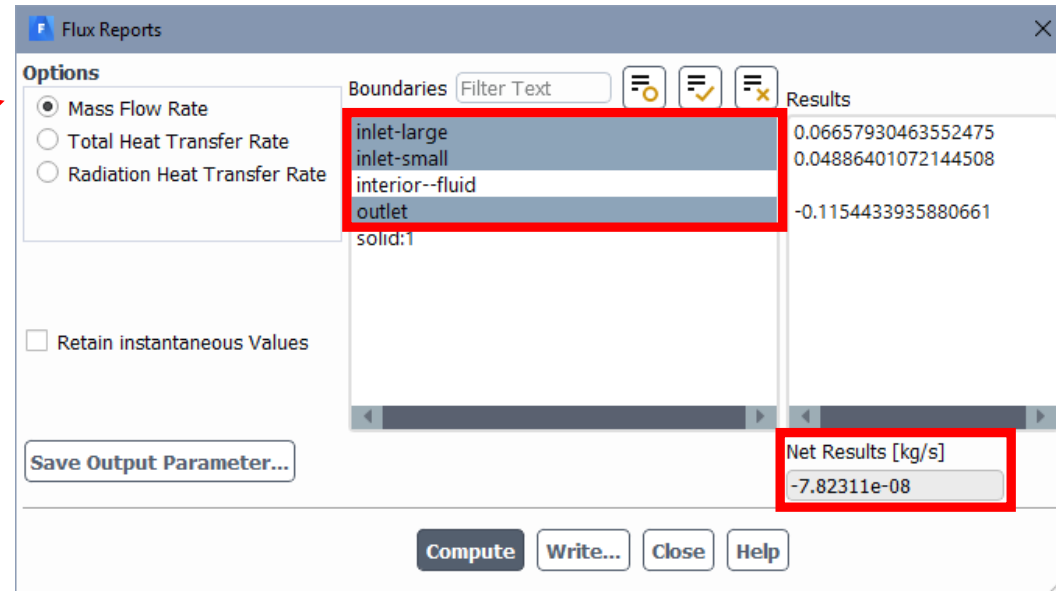 F Flux Reports
Options
Mass Flow Rate
Total Heat Transfer Rate
Radiation Heat Transfer Rate
Retain instantaneous Values
Save Output Parameter...
Boundaries Filter Text
inlet-large
inlet-small
interior--fluid
outlet
solid:1
Results
0.06657930463552475
0.04886401072144508
-0.1154433935880661
Net Results [kg/s]
-7.82311e-08
Compute Write... Close Help